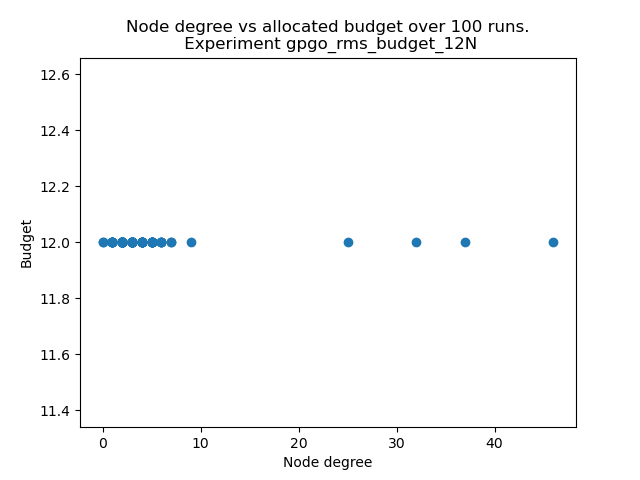 Node degree vs allocated budget over 100 runs.
Experiment gpgo_rms_budget_12N
12.6
12.4
12.2
12.0
11.8
11.6
11.4
Budget
0 10 20 30 40
Node degree